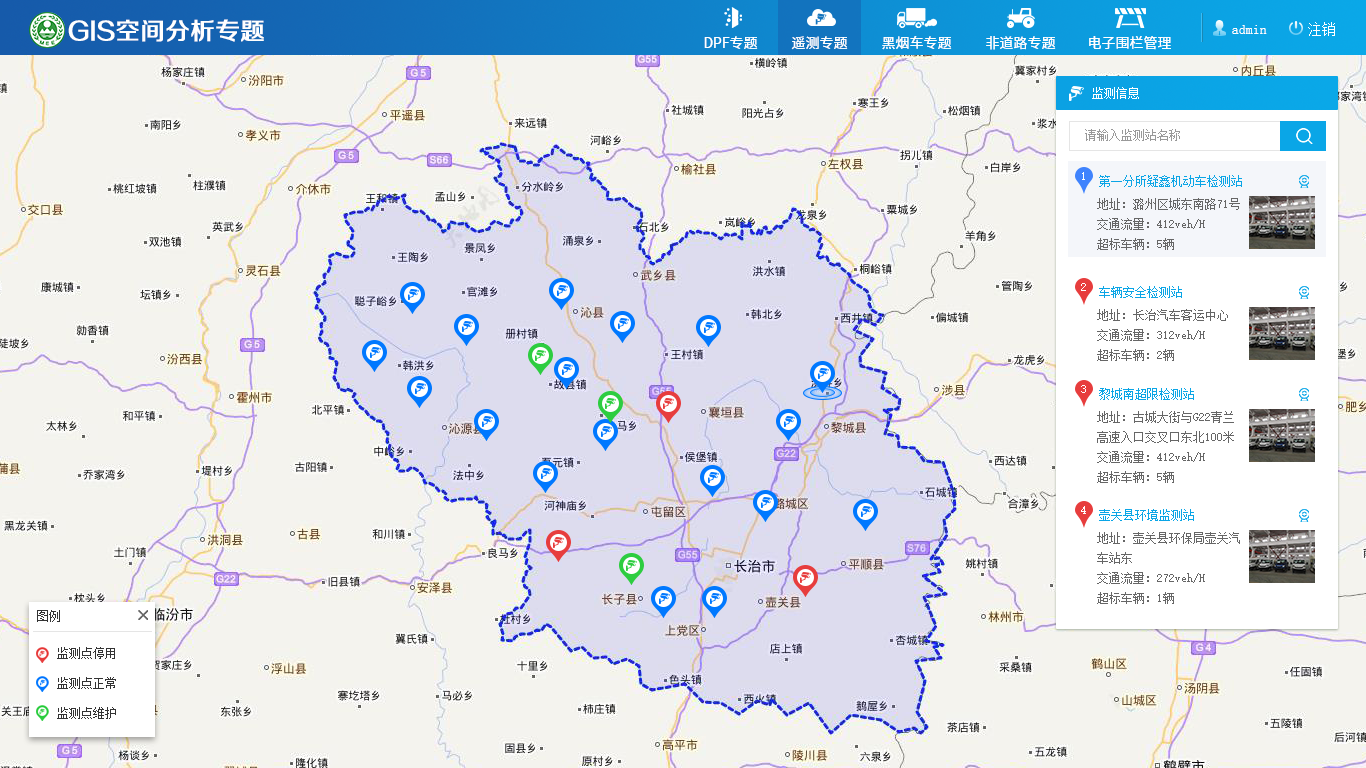 GIS空间分析专题
DPF专题
遥测专题
黑烟车专题
非道路专题
电子围栏管理
admin
注销
监测信息
请输入监测站名称
1
第一分所疑鑫机动车检测站
地址: 潞州区城东南路71号
交通流量: 412veh/H
超标车辆: 5辆
2
车辆安全检测站
地址: 长治汽车客运中心
交通流量: 312veh/H
超标车辆: 2辆
3
黎城南超限检测站
地址: 古城大街与G22青兰
高速入口交叉口东北100米
交通流量: 412veh/H
超标车辆: 5辆
4
壶关县环境监测站
地址: 壶关县环保局壶关汽
车站东
交通流量: 272veh/H
超标车辆: 1辆
图例
监测点停用
监测点正常
监测点维护
杨家庄镇
汾阳市
G5
G55
横岭镇
冀家村乡
内丘县
平遥县
南阳乡
孝义市
来远镇
河峪乡
社城镇
阳光占乡
寒王乡
松烟镇
浆水
G5
S66
榆社县
左权县
拐儿镇
白岸乡
桃红坡镇
柱濮镇
介休市
王和镇
孟山乡
分水岭乡
交口县
英武乡
双池镇
石北乡
岚峪乡
龙泉乡
粟城乡
羊角乡
景凤乡
涌泉乡
王陶乡
灵石县
武乡县
洪水镇
桐峪镇
康城镇
坛镇乡
聪子峪乡
官滩乡
沁县
韩北乡
西井镇
偏城镇
管陶乡
勍香镇
册村镇
G5
汾西县
韩洪乡
王村镇
龙虎乡
故县镇
涉县
霍州市
北平镇
和平镇
太林乡
沁源县
G55
襄垣县
黎城县
中峪乡
G22
侯堡镇
西达镇
古阳镇
法中乡
堤村乡
乔家湾乡
河神庙乡
石城镇
合漳乡
潞城区
屯留区
黑龙关镇
洪洞县
古县
和川镇
良马乡
G55
长治市
S76
平顺县
姚村镇
土门镇
G22
旧县镇
安泽县
长子县
壶关县
林州市
枕头乡
临汾市
冀氏镇
杜村乡
上党区
杏城镇
店上镇
贾家庄乡
浮山县
十里乡
色头镇
采桑镇
鹤山区
G4
任固镇
寨圪塔乡
马必乡
柿庄镇
西火镇
鹅屋乡
汤阴县
山城区
东张乡
茶店镇
五陵镇
G5
杨谈乡
固县乡
高平市
陵川县
六泉乡
五龙镇
后河镇
隆化镇
原村乡
鹤壁市